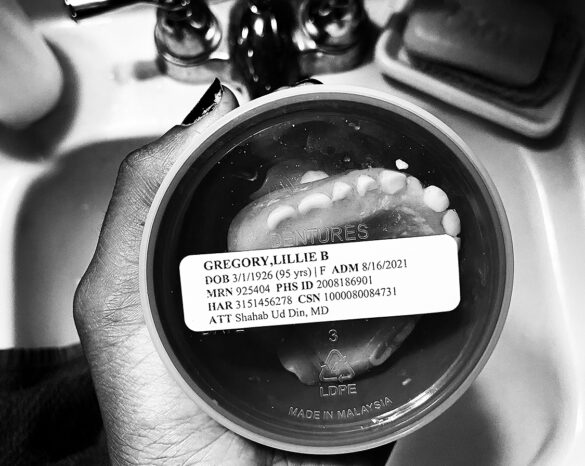 DENTURES
GREGORY,LILLIE B
DOB 3/1/1926 (95 yrs) | F ADM 8/16/2021
MRN 925404 PHS ID 2008186901
HAR 3151456278 CSN 1000080084731
ATT Shahab Ud Din, MD
3
LDPE
MADE IN MALAYSIA